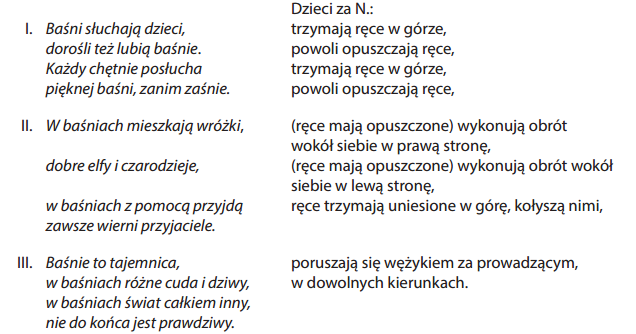 Dzieci za N.:
I. Baśni słuchają dzieci, trzymają ręce w górze,
dorośli też lubią baśnie. powoli opuszczają ręce,
Każdy chętnie posłucha trzymają ręce w górze,
pięknej baśni, zanim zaśnie. powoli opuszczają ręce,
II. W baśniach mieszkają wróżki, (ręce mają opuszczone) wykonują obrót
wokół siebie w prawą stronę,
dobre elfy i czarodzieje, (ręce mają opuszczone) wykonują obrót wokół
siebie w lewą stronę,
w baśniach z pomocą przyjdą ręce trzymają uniesione w górę, kołyszą nimi,
zawsze wierni przyjaciele.
III. Baśnie to tajemnica, poruszają się wężykiem za prowadzącym,
w baśniach różne cuda i dziwy, w dowolnych kierunkach.
w baśniach świat całkiem inny,
nie do końca jest prawdziwy.